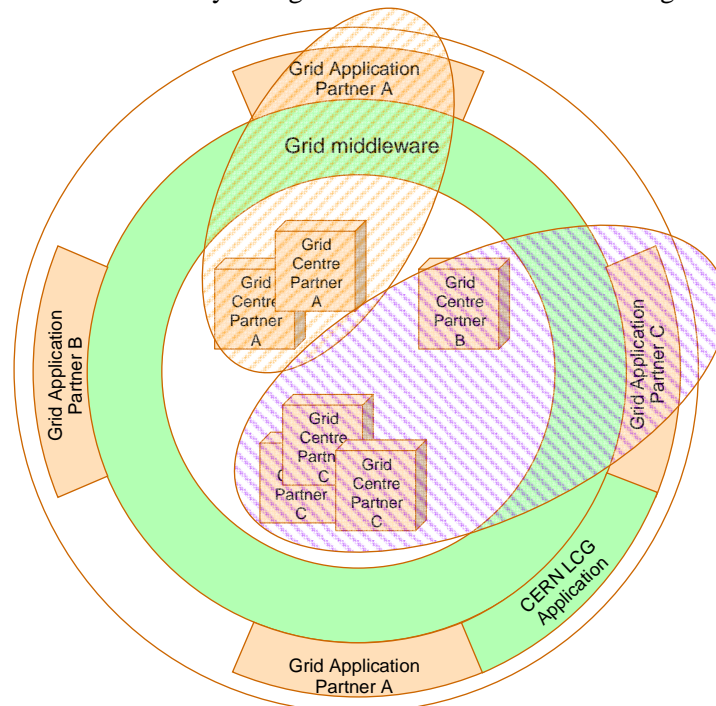 Grid Application
Partner A
Grid middleware
Grid
Centre
Partner
A
Grid
Centre
Partner
A
Grid
Centre
Partner
B
Grid Application
Partner B
Grid Application
Partner C
Grid
Centre
Partner
C
Partner C
C
Grid
Centre
Partner
C
CERN LCG
Application
Grid Application
Partner A